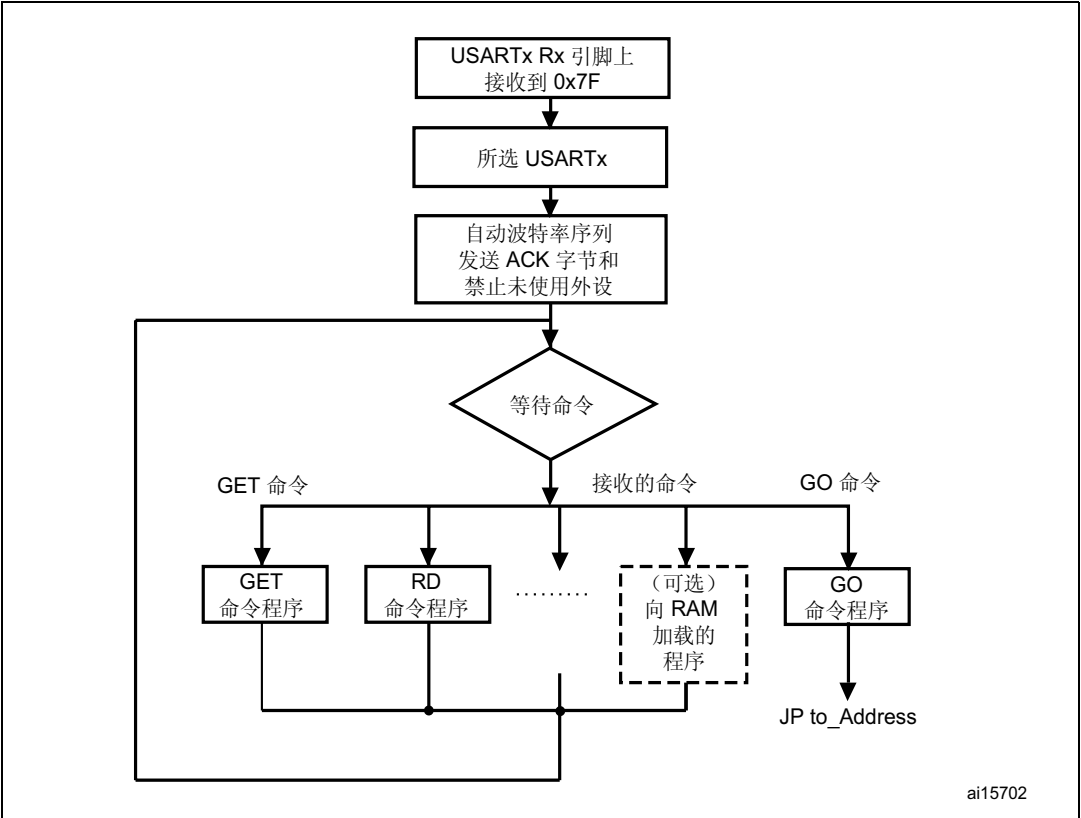 USARTx Rx 引脚上
接收到 0x7F
所选 USARTx
自动波特率序列
发送 ACK 字节和
禁止未使用外设
等待命令
GET 命令
接收的命令
GO 命令
GET
命令程序
RD
命令程序
.........
（可选）
向 RAM
加载的
程序
GO
命令程序
JP to_Address
ai15702